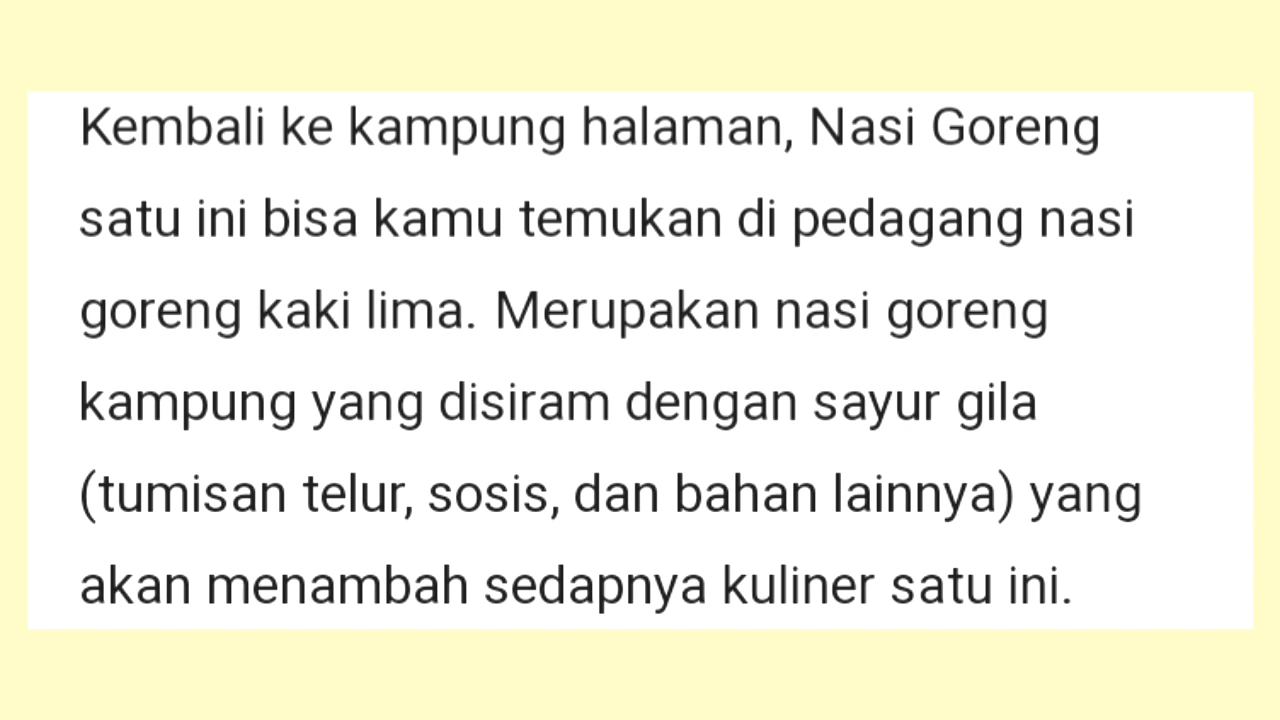 Kembali ke kampung halaman, Nasi Goreng
satu ini bisa kamu temukan di pedagang nasi
goreng kaki lima. Merupakan nasi goreng
kampung yang disiram dengan sayur gila
(tumisan telur, sosis, dan bahan lainnya) yang
akan menambah sedapnya kuliner satu ini.